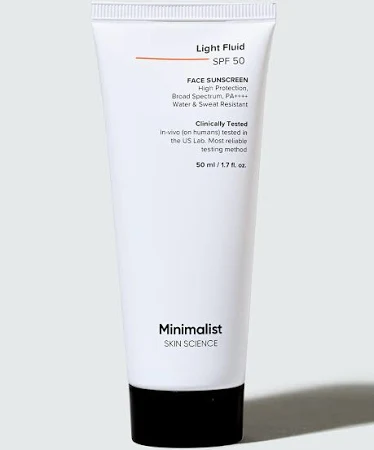 Light Fluid
SPF 50
FACE SUNSCREEN
High Protection,
Broad Spectrum, PA++++
Water & Sweat Resistant
Clinically Tested
In-vivo (on humans) tested in
the US Lab. Most reliable
testing method
50 ml / 1.7 fl. oz.
Minimalist
SKIN SCIENCE